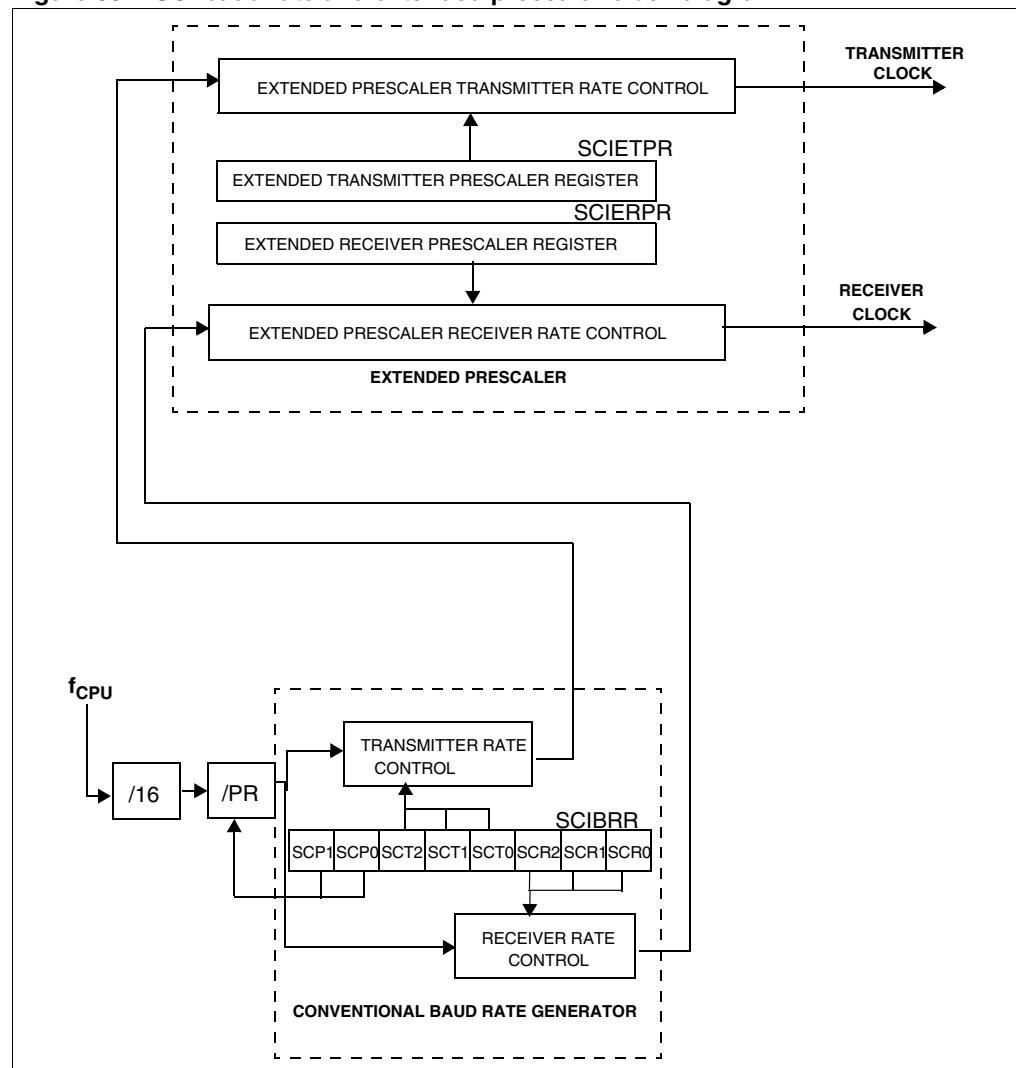 TRANSMITTER
CLOCK
EXTENDED PRESCALER TRANSMITTER RATE CONTROL
SCIETPR
EXTENDED TRANSMITTER PRESCALER REGISTER
SCIERPR
EXTENDED RECEIVER PRESCALER REGISTER
RECEIVER
CLOCK
EXTENDED PRESCALER RECEIVER RATE CONTROL
EXTENDED PRESCALER
fCPU
TRANSMITTER RATE
CONTROL
/16
/PR
SCIBRR
SCP1 SCP0 SCT2 SCT1 SCT0 SCR2 SCR1 SCR0
RECEIVER RATE
CONTROL
CONVENTIONAL BAUD RATE GENERATOR